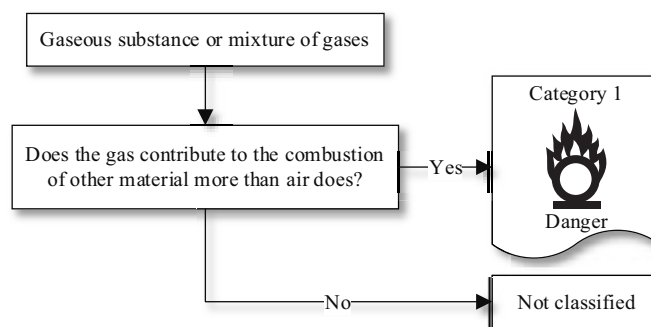 Gaseous substance or mixture of gases
Does the gas contribute to the combustion
of other material more than air does?
Yes
Category 1
Danger
No
Not classified